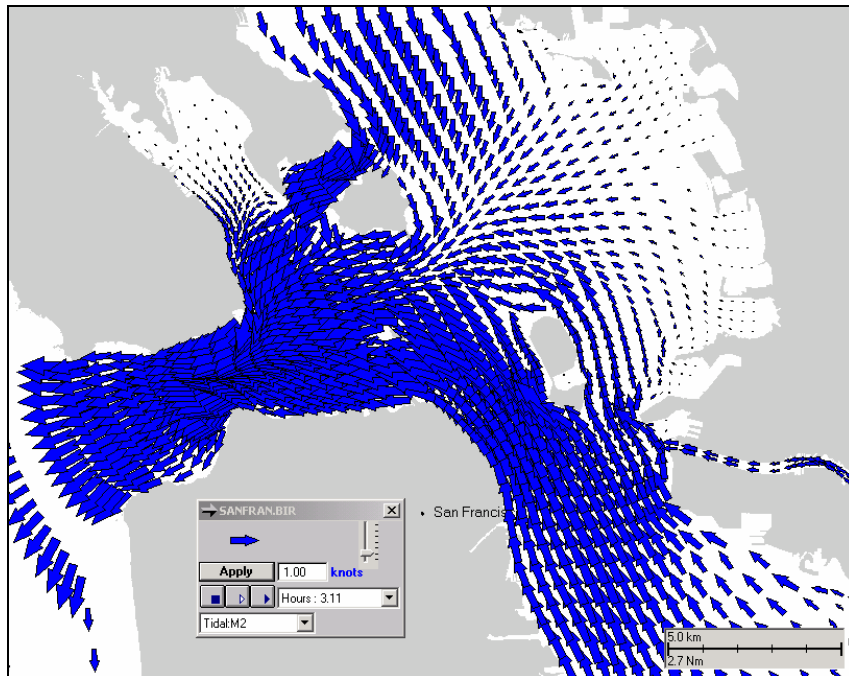 SANFRAN.BIR
San Francis
Apply 1.00 knots
Hours : 3.11
Tidal:M2
5.0 km
2.7 Nm